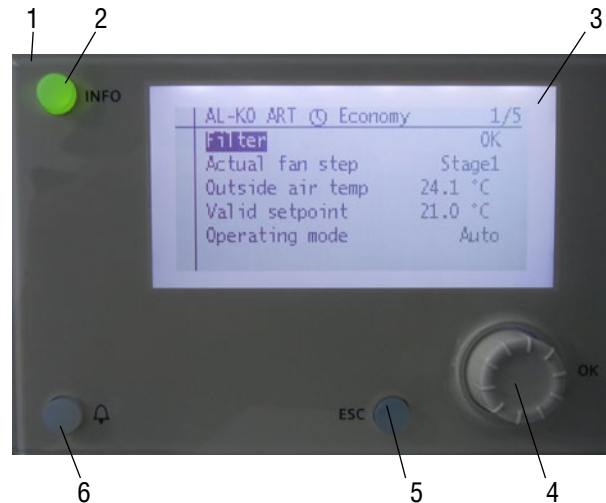 1 2 3
INFO
AL-KO ART Economy 1/5
Filter OK
Actual fan step Stage1
Outside air temp 24.1 °C
Valid setpoint 21.0 °C
Operating mode Auto
OK
ESC
6 5 4